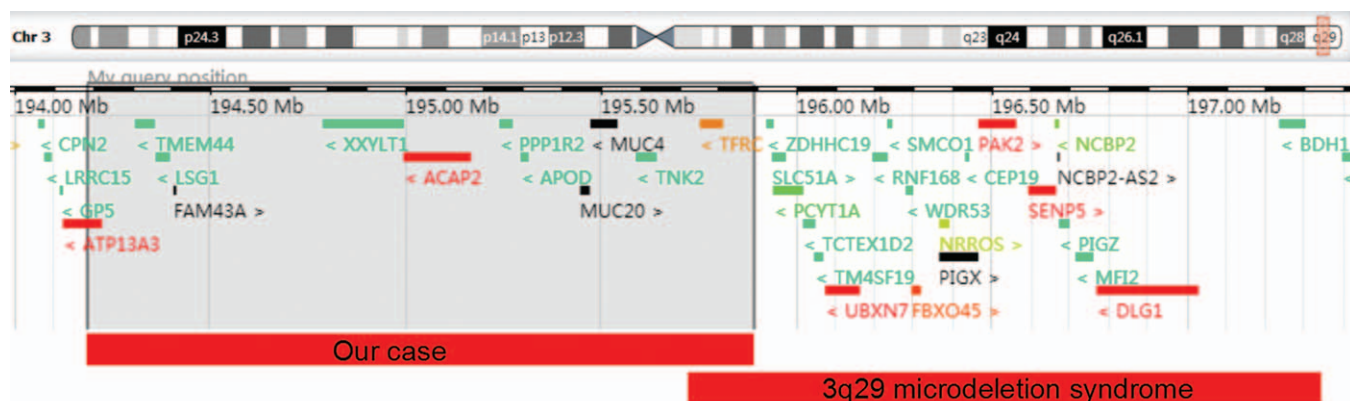 Chr 3 p24.3 p14.1 p13 p12.3 q23 q24 q26.1 q28 q29
My query position
194.00 Mb 194.50 Mb 195.00 Mb 195.50 Mb 196.00 Mb 196.50 Mb 197.00 Mb
> < CPN2 < TMEM44 < XXYLT1 < PPP1R2 < MUC4 < TFRC < ZDHHC19 < SMCO1 PAK2 > < NCBP2 < BDH1
< LRRC15 < LSG1 < ACAP2 < APOD < TNK2 SLC51A > < RNF168 < CEP19 NCBP2-AS2 >
< GP5 FAM43A > MUC20 > < PCYT1A < WDR53 SENP5 >
< ATP13A3 < TCTEX1D2 NRROS > < PIGZ
< TM4SF19 PIGX > < MFI2
< UBXN7 FBXO45 > < DLG1
Our case
3q29 microdeletion syndrome